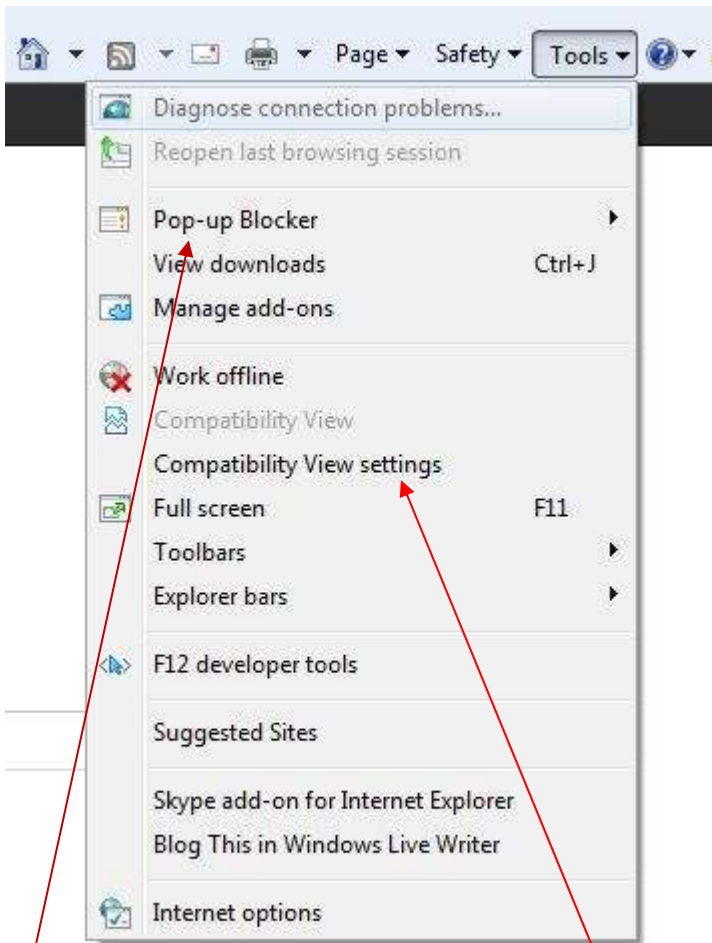 Page Safety Tools
Diagnose connection problems...
Reopen last browsing session
Pop-up Blocker
View downloads Ctrl+J
Manage add-ons
Work offline
Compatibility View
Compatibility View settings
Full screen F11
Toolbars
Explorer bars
F12 developer tools
Suggested Sites
Skype add-on for Internet Explorer
Blog This in Windows Live Writer
Internet options